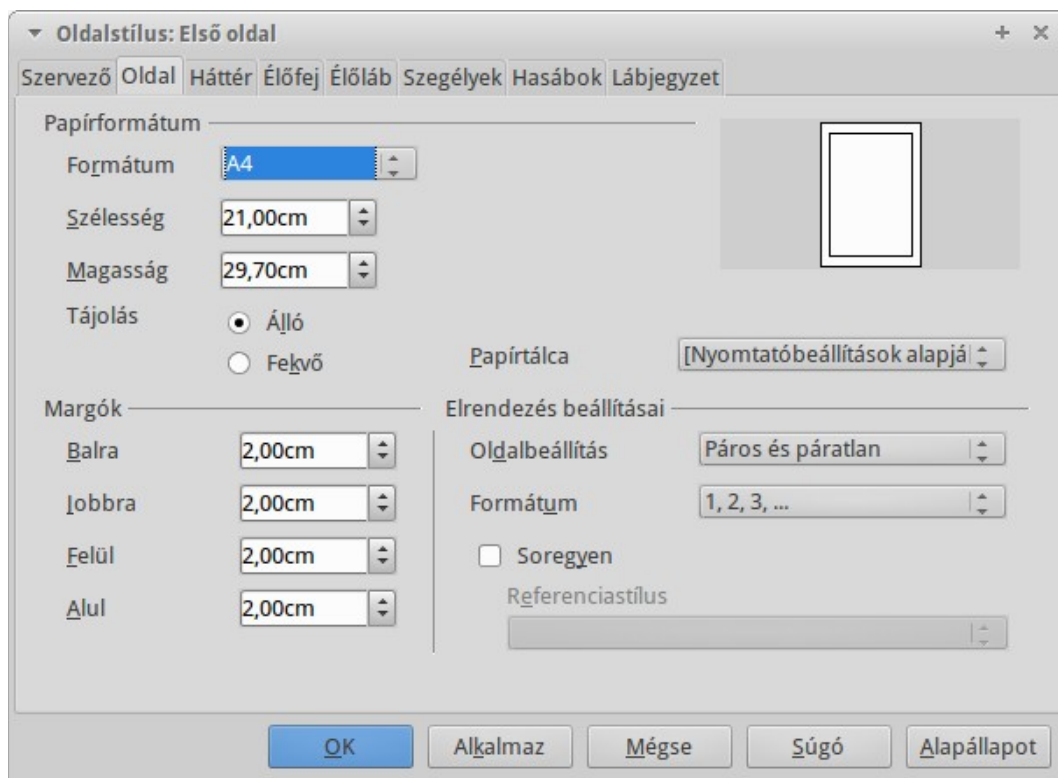 Oldalstílus: Első oldal
Szervező Oldal Háttér Élőfej Élőláb Szegélyek Hasábok Lábjegyzet
Papírformátum
Formátum A4
Szélesség 21,00cm
Magasság 29,70cm
Tájolás Álló
Fekvő
Papírtálca [Nyomtatóbeállítások alapjá
Margók
Balra 2,00cm
Jobbra 2,00cm
Felül 2,00cm
Alul 2,00cm
Elrendezés beállításai
Oldalbeállítás Páros és páratlan
Formátum 1, 2, 3, ...
Soregyen
Referenciastílus
OK Alkalmaz Mégse Súgó Alapállapot